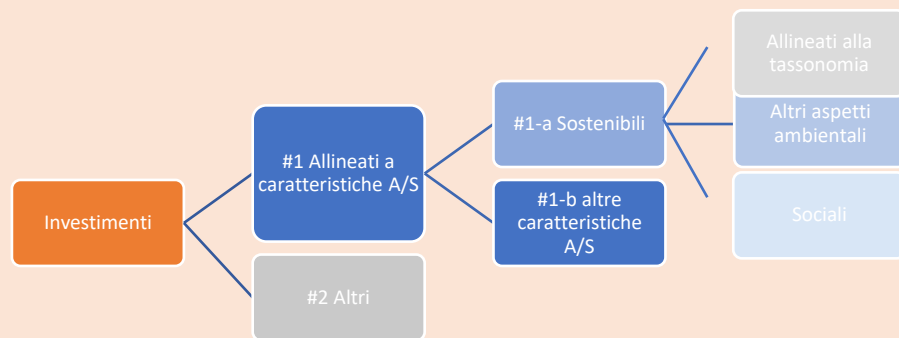 Investimenti
#1 Allineati a
caratteristiche A/S
#2 Altri
#1-a Sostenibili
#1-b altre
caratteristiche
A/S
Allineati alla
tassonomia
Altri aspetti
ambientali
Sociali